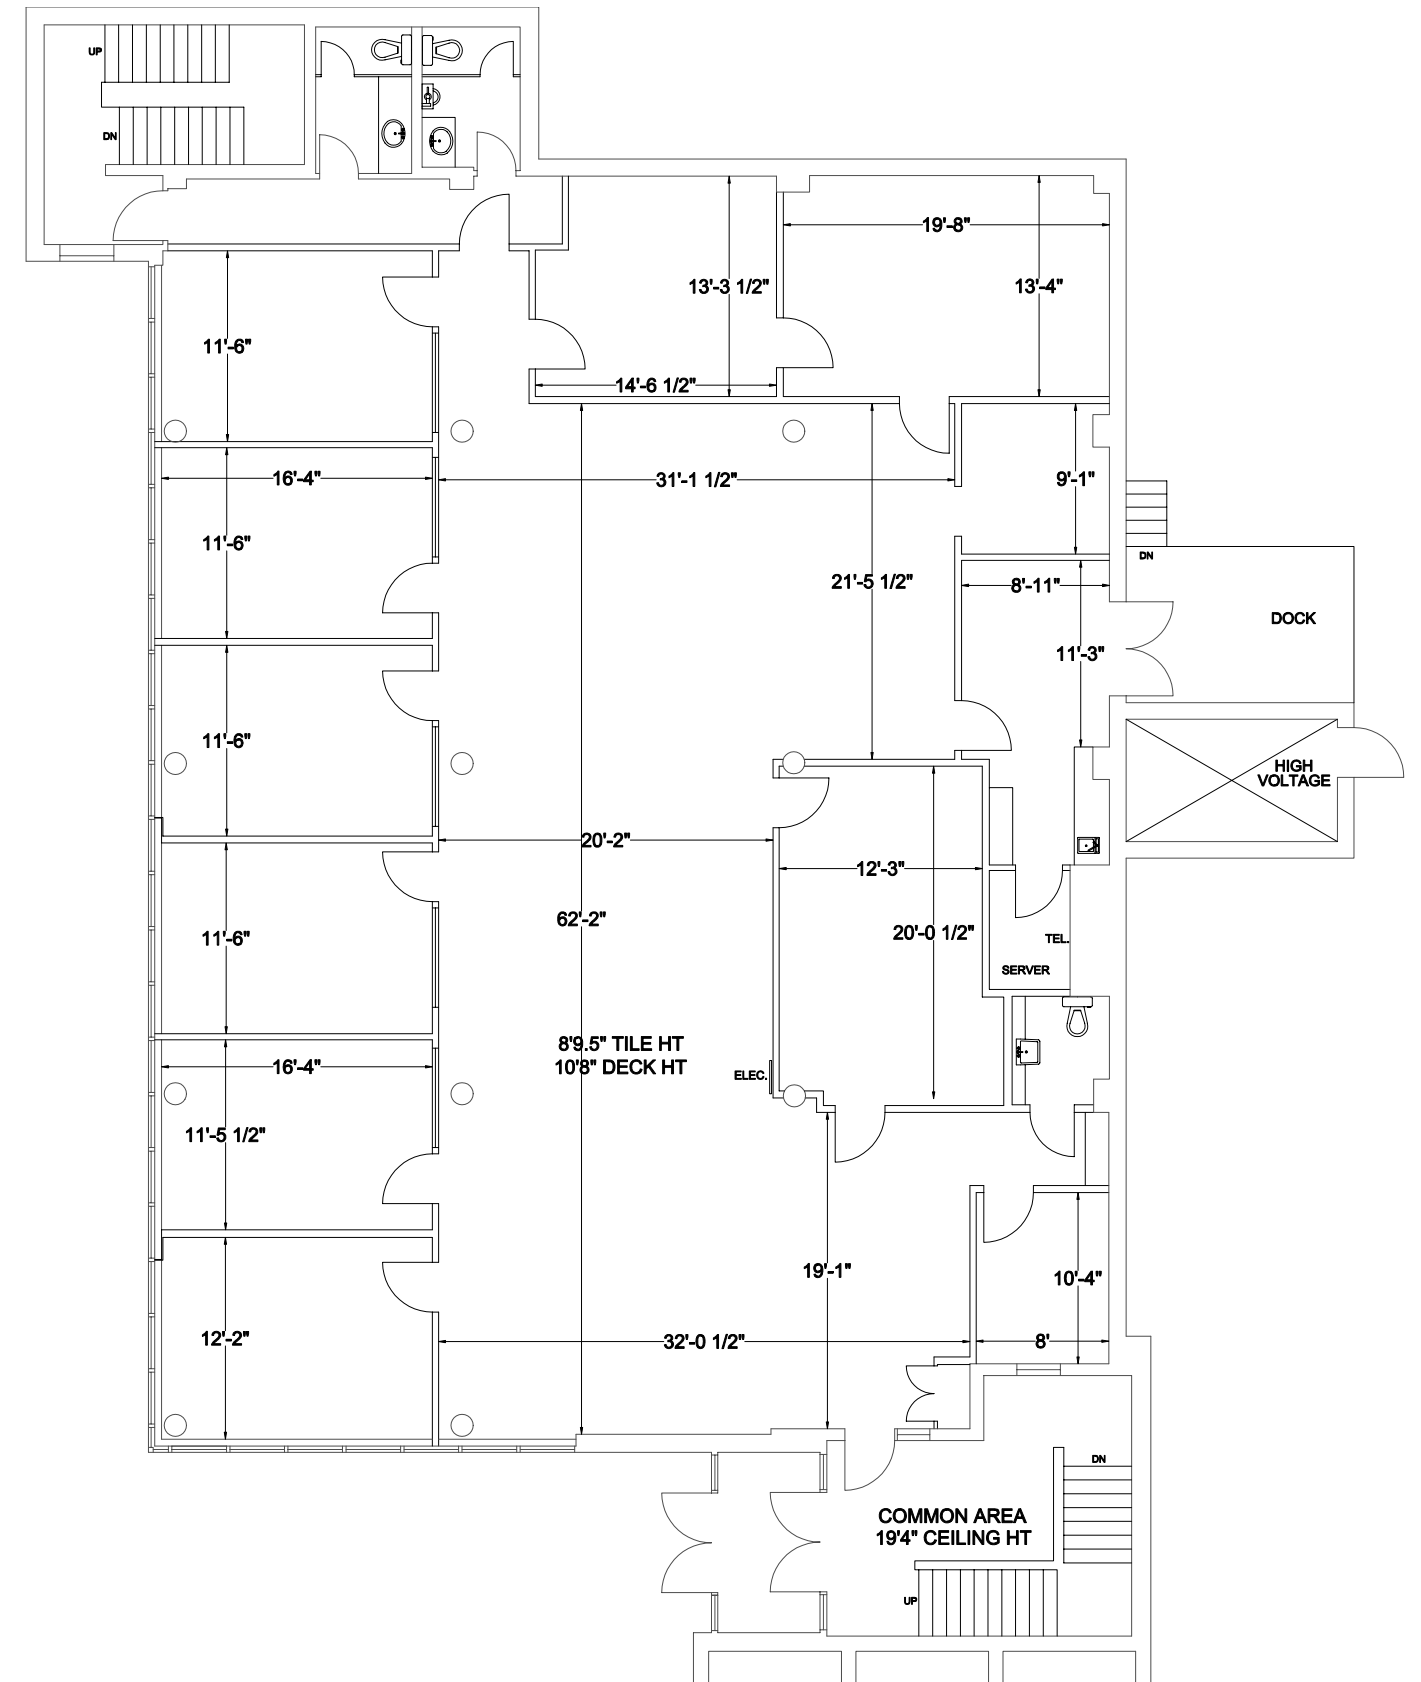 UP
DN
19'-8"
13'-3 1/2"
13'-4"
11'-6"
14'-6 1/2"
16'-4"
31'-1 1/2"
9'-1"
11'-6"
DN
21'-5 1/2"
8'-11"
DOCK
11'-3"
11'-6"
HIGH
VOLTAGE
20'-2"
12'-3"
62'-2"
20'-0 1/2"
11'-6"
TEL.
SERVER
8'9.5" TILE HT
10'8" DECK HT
16'-4"
ELEC.
11'-5 1/2"
19'-1"
10'-4"
12'-2"
32'-0 1/2"
8'
DN
COMMON AREA
19'4" CEILING HT
UP